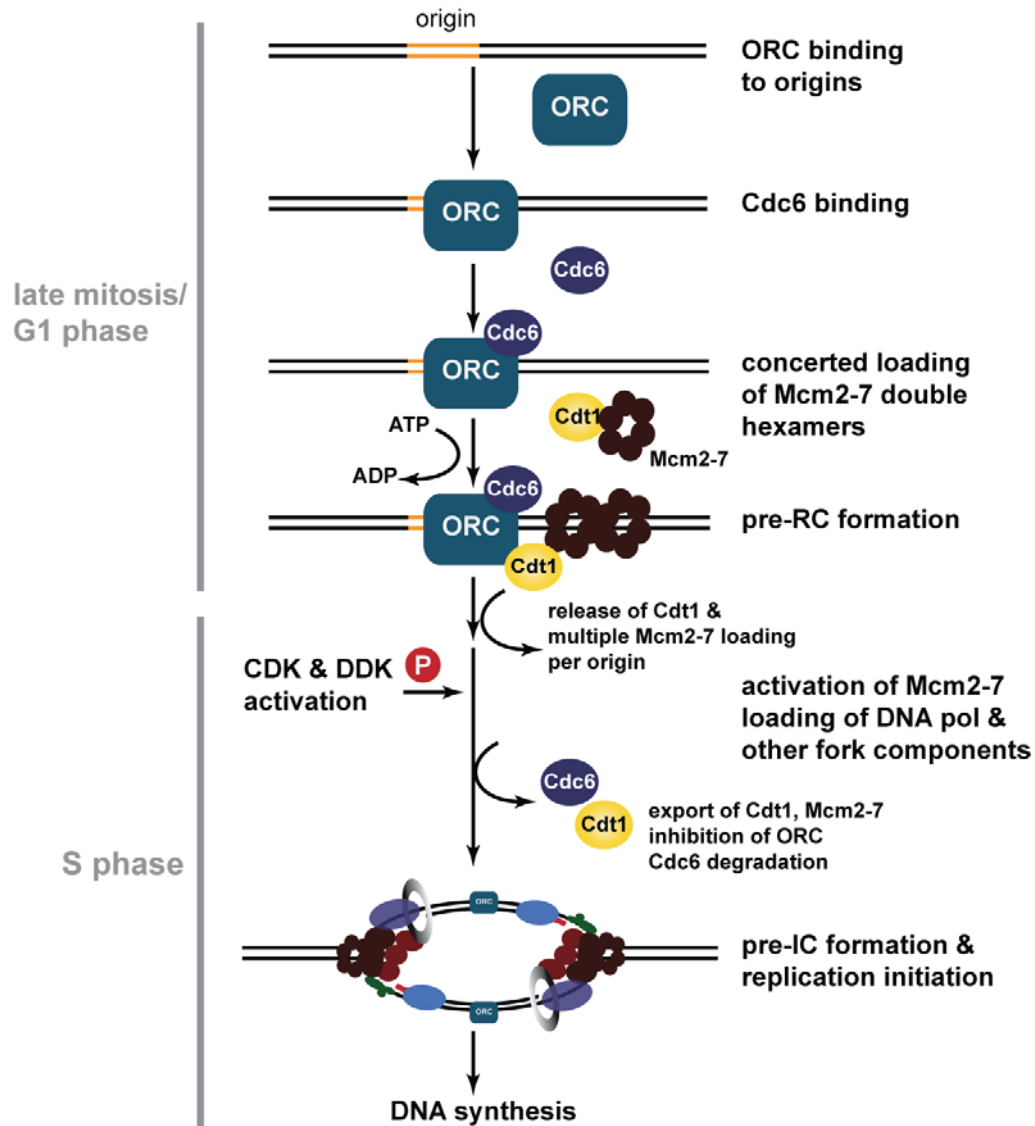 origin
ORC binding
to origins
ORC
ORC
Cdc6 binding
Cdc6
late mitosis/
G1 phase
Cdc6
ORC
concerted loading
of Mcm2-7 double
hexamers
Cdt1
Mcm2-7
ATP
ADP
Cdc6
ORC
pre-RC formation
Cdt1
release of Cdt1 &
multiple Mcm2-7 loading
per origin
CDK & DDK
activation
P
activation of Mcm2-7
loading of DNA pol &
other fork components
Cdc6
Cdt1
export of Cdt1, Mcm2-7
inhibition of ORC
Cdc6 degradation
S phase
ORC
pre-IC formation &
replication initiation
ORC
DNA synthesis